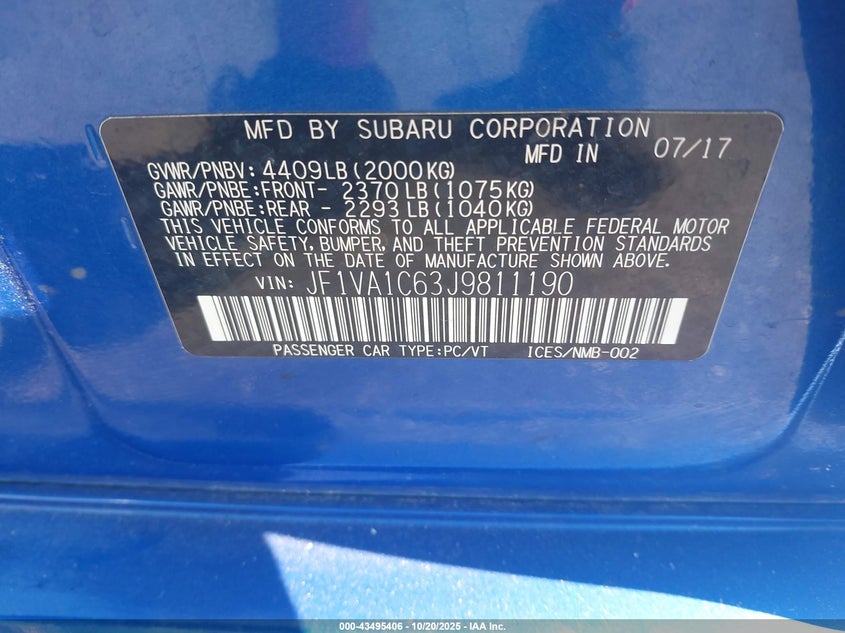 MFD BY SUBARU CORPORATION
MFD IN 07/17
GVWR/PNBV: 4409LB(2000KG)
GAWR/PNBE:FRONT- 2370LB(1075KG)
GAWR/PNBE:REAR - 2293LB(1040KG)
THIS VEHICLE CONFORMS TO ALL APPLICABLE FEDERAL MOTOR
VEHICLE SAFETY, BUMPER, AND THEFT PREVENTION STANDARDS
IN EFFECT ON THE DATE OF MANUFACTURE SHOWN ABOVE.
VIN: JF1VA1C63J9811190
PASSENGER CAR TYPE:PC/VT ICES/NMB-002
000-43495406 - 10/20/2025 - IAA Inc.